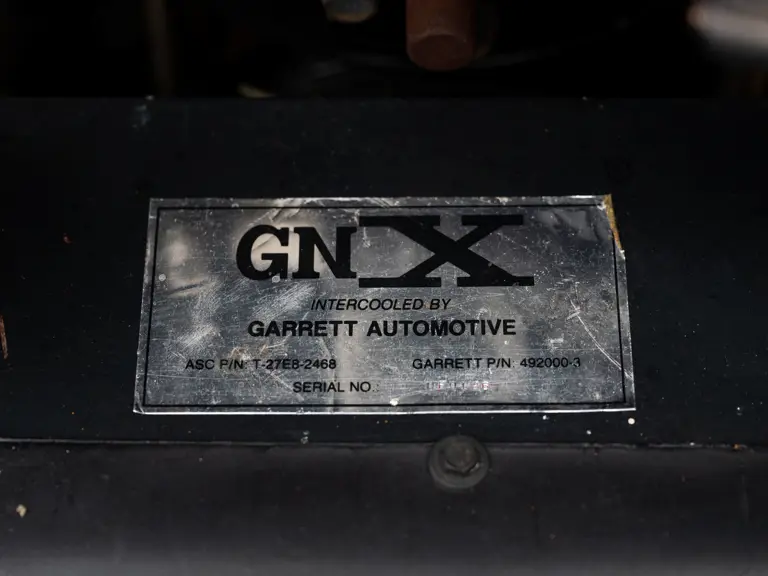 GNX
INTERCOOLED BY
GARRETT AUTOMOTIVE
ASC P/N: T-27E8-2468 GARRETT P/N: 492000-3
SERIAL NO.: